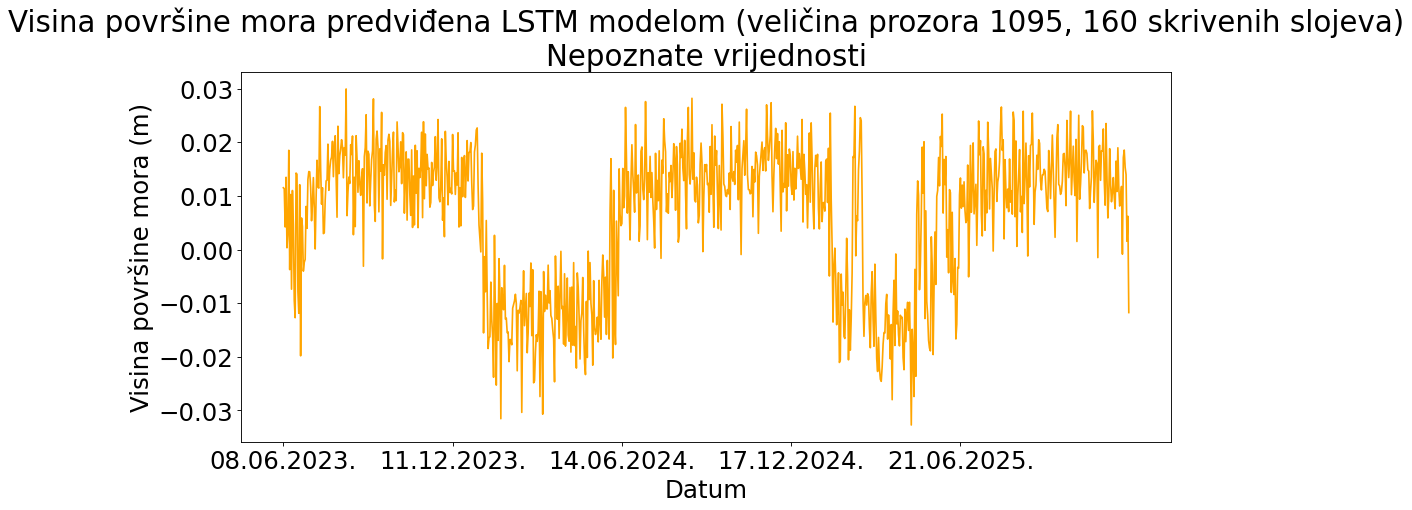 Visina površine mora predviđena LSTM modelom (veličina prozora 1095, 160 skrivenih slojeva)
Nepoznate vrijednosti
Visina površine mora (m)
0.03
0.02
0.01
0.00
−0.01
−0.02
−0.03
08.06.2023. 11.12.2023. 14.06.2024. 17.12.2024. 21.06.2025.
Datum